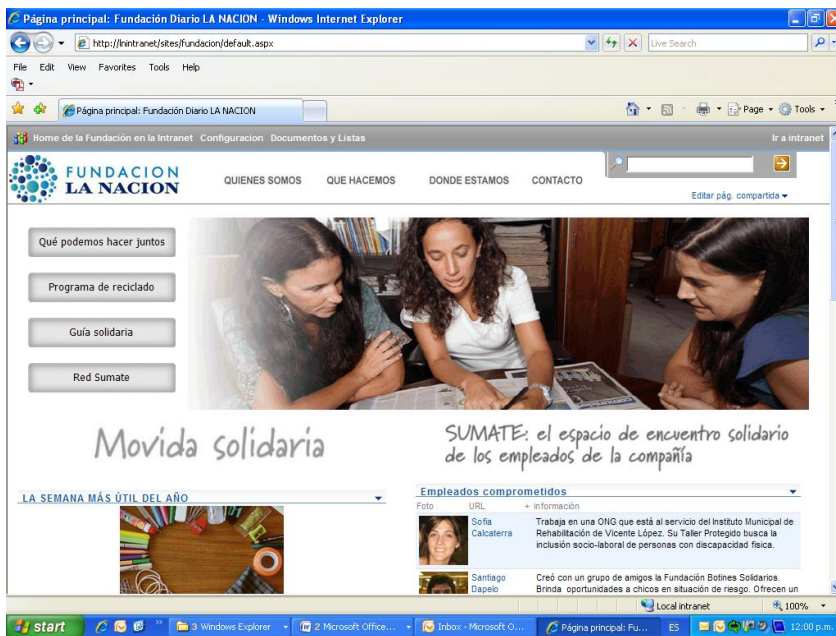 Página principal: Fundación Diario LA NACION - Windows Internet Explorer
http://lnintranet/sites/fundacion/default.aspx
Live Search
File Edit View Favorites Tools Help
Página principal: Fundación Diario LA NACION
Page Tools
Home de la Fundación en la Intranet Configuracion Documentos y Listas Ir a intranet
FUNDACION
LA NACION
QUIENES SOMOS QUE HACEMOS DONDE ESTAMOS CONTACTO
Editar pág. compartida
Qué podemos hacer juntos
Programa de reciclado
Guía solidaria
Red Sumate
Movida solidaria
SUMATE: el espacio de encuentro solidario
de los empleados de la compañía
LA SEMANA MÁS ÚTIL DEL AÑO
Empleados comprometidos
Foto URL + información
Sofia
Calcaterra
Trabaja en una ONG que está al servicio del Instituto Municipal de
Rehabilitación de Vicente López. Su Taller Protegido busca la
inclusión socio-laboral de personas con discapacidad física.
Santiago
Dapelo
Creó con un grupo de amigos la Fundación Botines Solidarios.
Brinda oportunidades a chicos en situación de riesgo. Ofrecen un
Local intranet 100%
start 3 Windows Explorer 2 Microsoft Office... Inbox - Microsoft O... Página principal: Fu... ES 12:00 p.m.